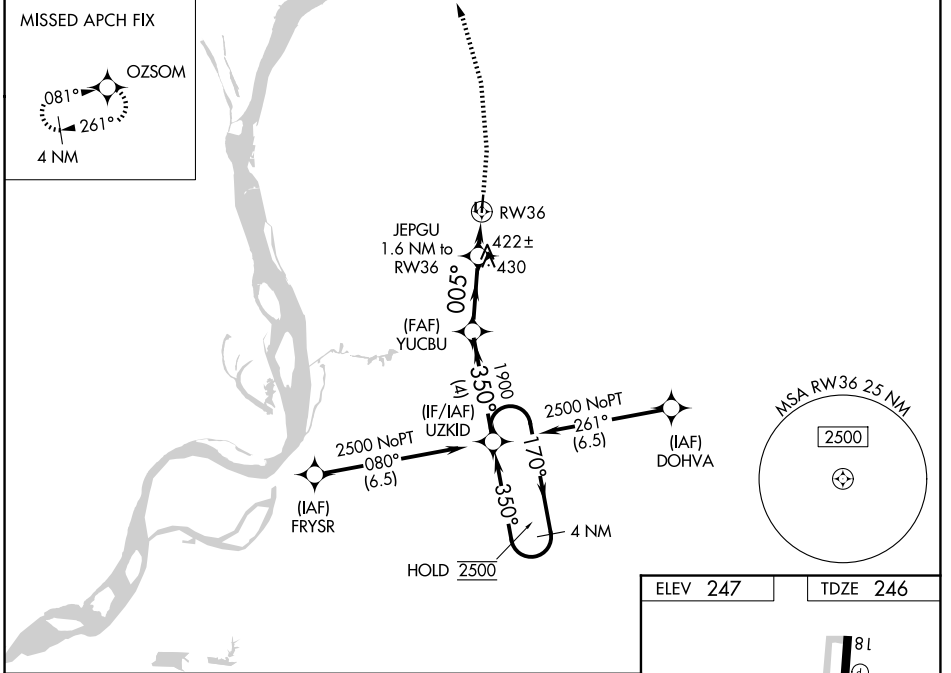 MISSED APCH FIX
OZSOM
081°
261°
4 NM
RW36
JEPGU
1.6 NM to
RW36
422±
430
005°
(FAF)
YUCBU
350°
(4)
1900
(IF/IAF)
UZKID
2500 NoPT
080°
(6.5)
(IAF)
FRYSR
2500 NoPT
261°
(6.5)
(IAF)
DOHVA
170°
350°
4 NM
HOLD 2500
MSA RW36 25 NM
2500
ELEV 247
TDZE 246
18
P